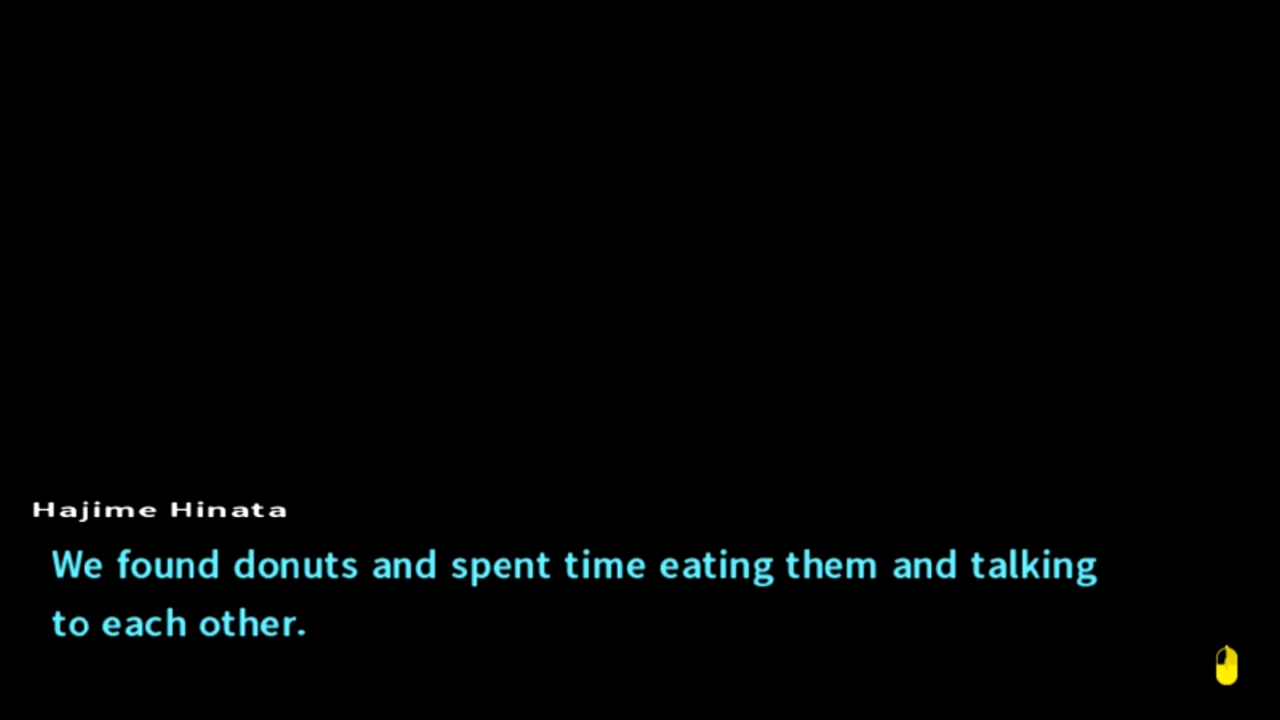 Hajime Hinata
We found donuts and spent time eating them and talking
to each other.